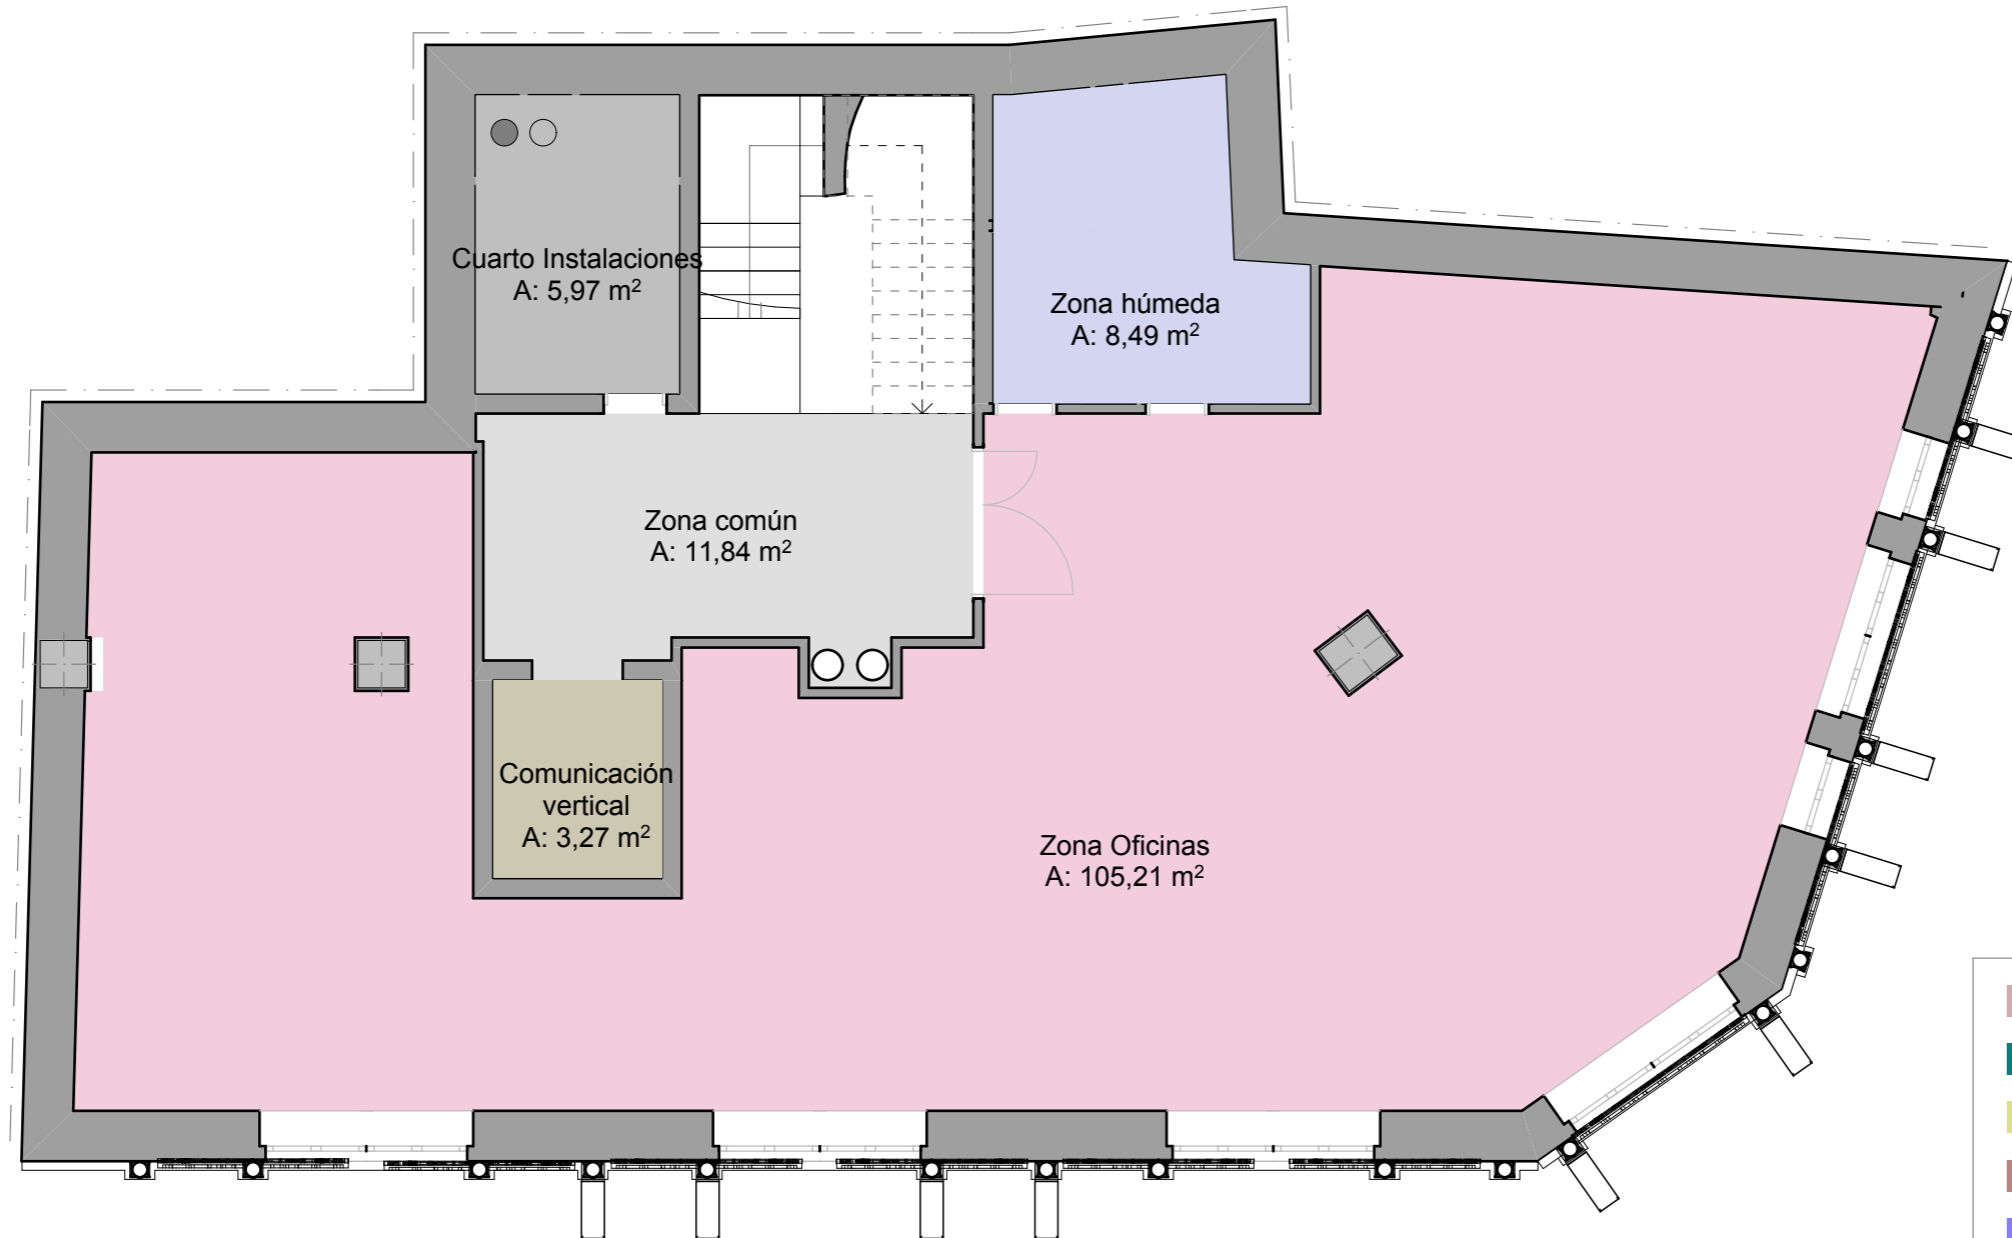 Cuarto Instalaciones
A: 5,97 m²
Zona húmeda
A: 8,49 m²
Zona común
A: 11,84 m²
Comunicación
vertical
A: 3,27 m²
Zona Oficinas
A: 105,21 m²